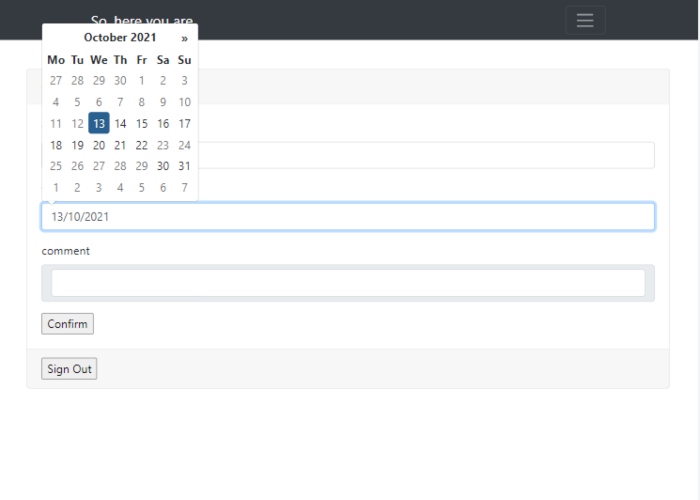 So, here you are
October 2021 »
Mo Tu We Th Fr Sa Su
27 28 29 30 1 2 3
4 5 6 7 8 9 10
11 12 13 14 15 16 17
18 19 20 21 22 23 24
25 26 27 28 29 30 31
1 2 3 4 5 6 7
13/10/2021
comment
Confirm
Sign Out